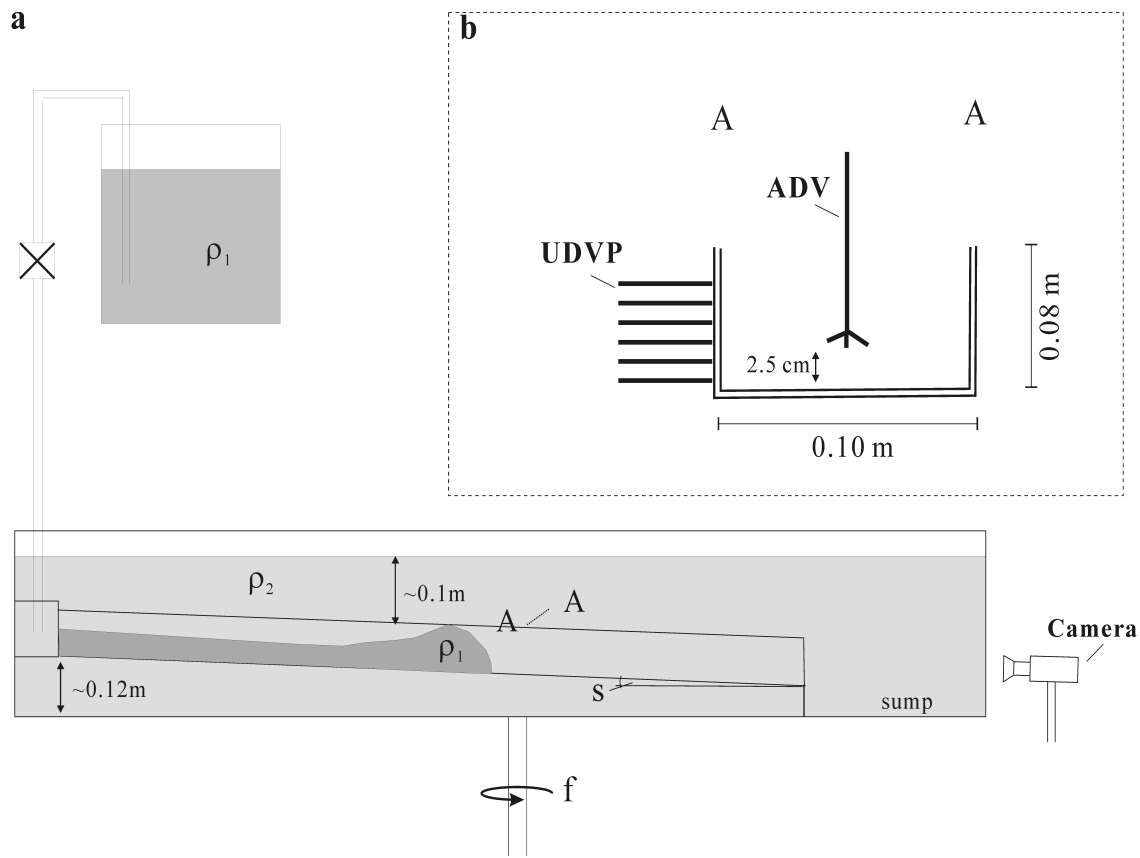 a
b
A
A
ADV
UDVP
2.5 cm
0.08 m
0.10 m
ρ₁
ρ₂
~0.1m
A
A
ρ₁
Camera
~0.12m
s
sump
f